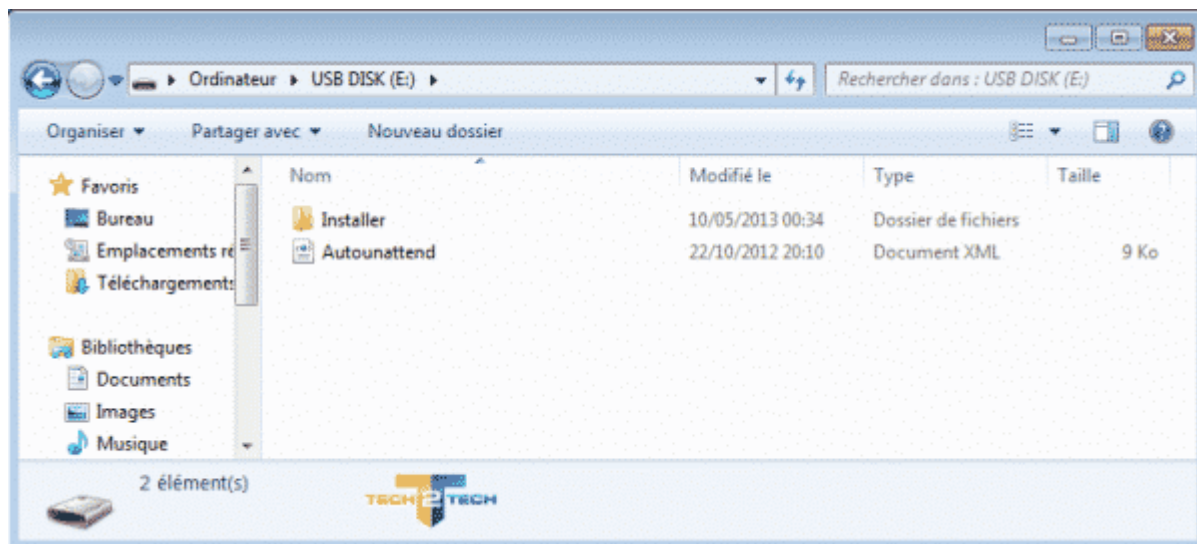 Ordinateur USB DISK (E:)
Rechercher dans : USB DISK (E:)
Organiser Partager avec Nouveau dossier
Favoris
Bureau
Emplacements ré
Téléchargements
Bibliothèques
Documents
Images
Musique
Nom Modifié le Type Taille
Installer 10/05/2013 00:34 Dossier de fichiers
Autounattend 22/10/2012 20:10 Document XML 9 Ko
2 élément(s)
TECH 2 TECH